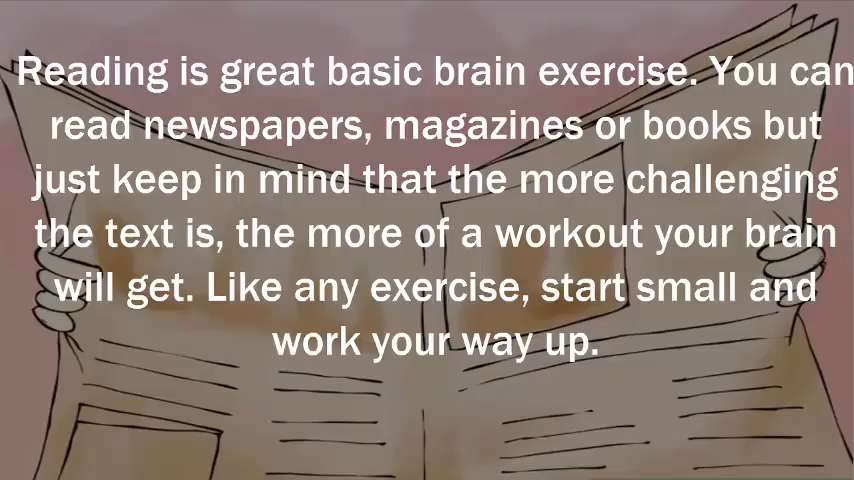 Reading is great basic brain exercise. You can
read newspapers, magazines or books but
just keep in mind that the more challenging
the text is, the more of a workout your brain
will get. Like any exercise, start small and
work your way up.